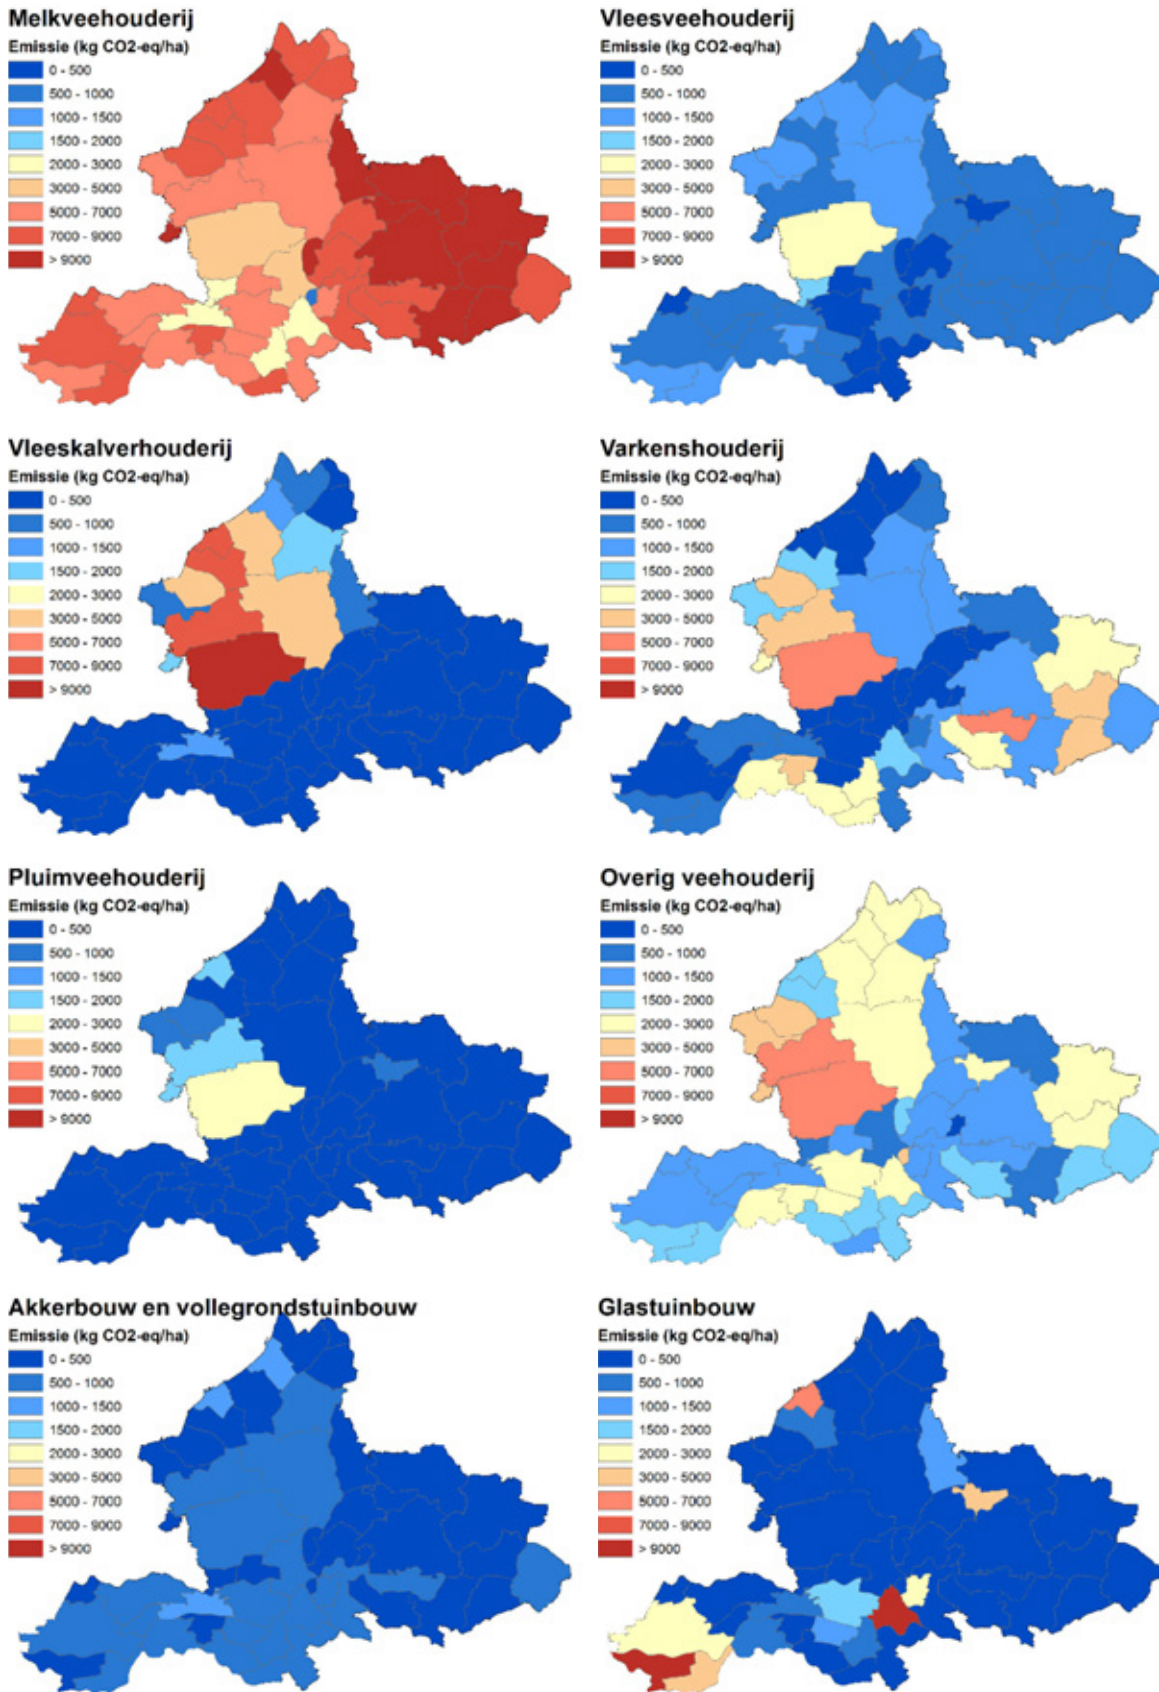 Melkveehouderij
Emissie (kg CO2-eq/ha)
0 - 500
500 - 1000
1000 - 1500
1500 - 2000
2000 - 3000
3000 - 5000
5000 - 7000
7000 - 9000
> 9000
Vleesveehouderij
Emissie (kg CO2-eq/ha)
0 - 500
500 - 1000
1000 - 1500
1500 - 2000
2000 - 3000
3000 - 5000
5000 - 7000
7000 - 9000
> 9000
Vleeskalverhouderij
Emissie (kg CO2-eq/ha)
0 - 500
500 - 1000
1000 - 1500
1500 - 2000
2000 - 3000
3000 - 5000
5000 - 7000
7000 - 9000
> 9000
Varkenshouderij
Emissie (kg CO2-eq/ha)
0 - 500
500 - 1000
1000 - 1500
1500 - 2000
2000 - 3000
3000 - 5000
5000 - 7000
7000 - 9000
> 9000
Pluimveehouderij
Emissie (kg CO2-eq/ha)
0 - 500
500 - 1000
1000 - 1500
1500 - 2000
2000 - 3000
3000 - 5000
5000 - 7000
7000 - 9000
> 9000
Overig veehouderij
Emissie (kg CO2-eq/ha)
0 - 500
500 - 1000
1000 - 1500
1500 - 2000
2000 - 3000
3000 - 5000
5000 - 7000
7000 - 9000
> 9000
Akkerbouw en vollegrondstuinbouw
Emissie (kg CO2-eq/ha)
0 - 500
500 - 1000
1000 - 1500
1500 - 2000
2000 - 3000
3000 - 5000
5000 - 7000
7000 - 9000
> 9000
Glastuinbouw
Emissie (kg CO2-eq/ha)
0 - 500
500 - 1000
1000 - 1500
1500 - 2000
2000 - 3000
3000 - 5000
5000 - 7000
7000 - 9000
> 9000